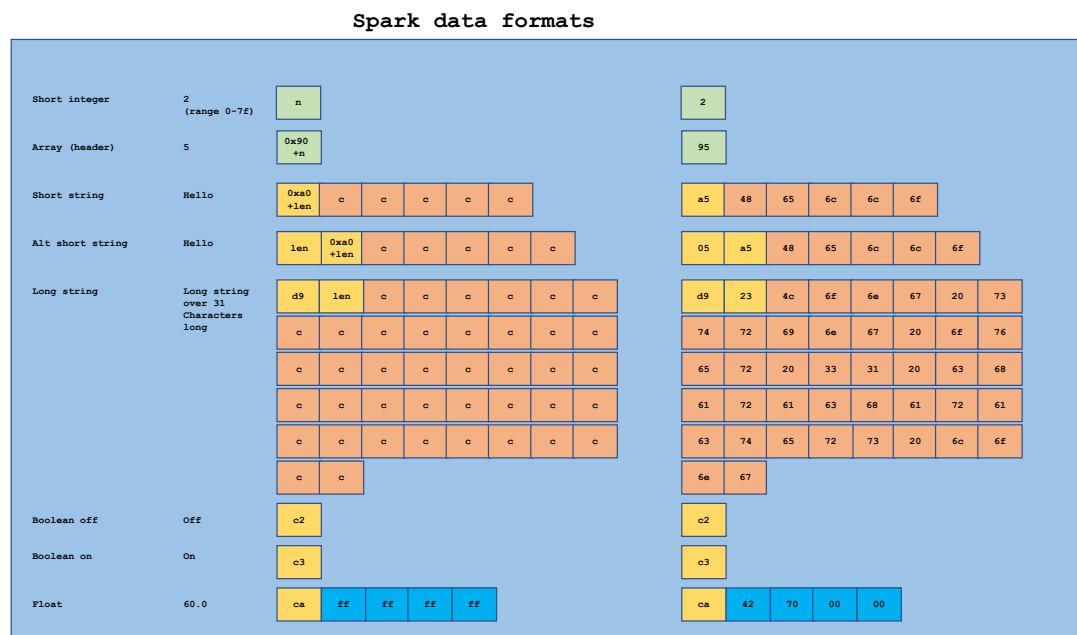 Spark data formats
Short integer 2 n 2
(range 0-7f)
Array (header) 5 0x90 +n 95
Short string Hello 0xa0 +len c c c c c a5 48 65 6c 6c 6f
Alt short string Hello len 0xa0 +len c c c c c 05 a5 48 65 6c 6c 6f
Long string Long string d9 len c c c c c c d9 23 4c 6f 6e 67 20 73
over 31
Characters
long
c c c c c c c c 74 72 69 6e 67 20 6f 76
c c c c c c c c 65 72 20 33 31 20 63 68
c c c c c c c c 61 72 61 63 68 61 72 61
c c c c c c c c 63 74 65 72 73 20 6c 6f
c c 6e 67
Boolean off Off c2 c2
Boolean on On c3 c3
Float 60.0 ca ff ff ff ff ca 42 70 00 00